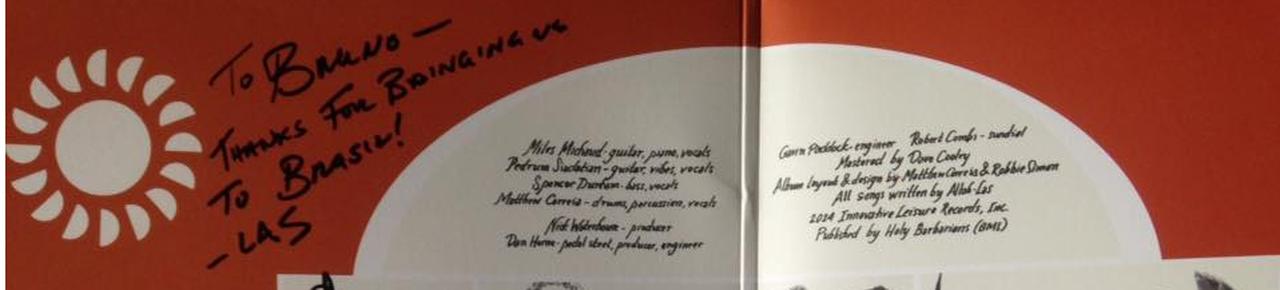 To BRUNO —
THANKS FOR BRINGING US
TO BRASIL!
- LAS
Miles Michaud - guitar, piano, vocals
Pedrum Siadatian - guitar, vibes, vocals
Spencer Dunham - bass, vocals
Matthew Correia - drums, percussion, vocals
Nick Waterhouse - producer
Dan Horne - pedal steel, producer, engineer
Gavin Paddock - engineer Robert Combs - sundial
Mastered by Dave Cooley
Album layout & design by Matthew Correia & Robbie Simon
All songs written by Allah-Las
2014 Innovative Leisure Records, Inc.
Published by Holy Barbarians (BMI)